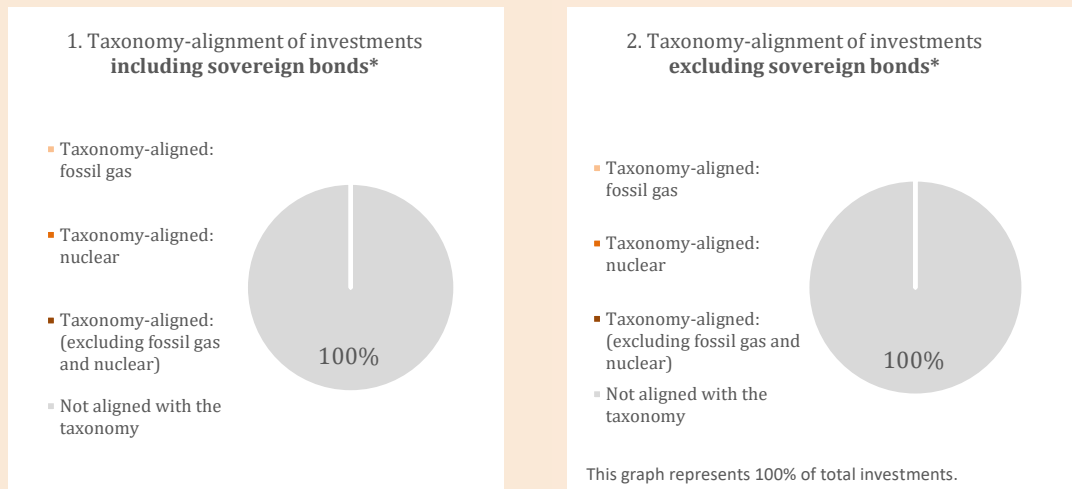 1. Taxonomy-alignment of investments
including sovereign bonds*
Taxonomy-aligned:
fossil gas
Taxonomy-aligned:
nuclear
Taxonomy-aligned:
(excluding fossil gas
and nuclear)
Not aligned with the
taxonomy
100%
2. Taxonomy-alignment of investments
excluding sovereign bonds*
Taxonomy-aligned:
fossil gas
Taxonomy-aligned:
nuclear
Taxonomy-aligned:
(excluding fossil gas and
nuclear)
Not aligned with the
taxonomy
100%
This graph represents 100% of total investments.